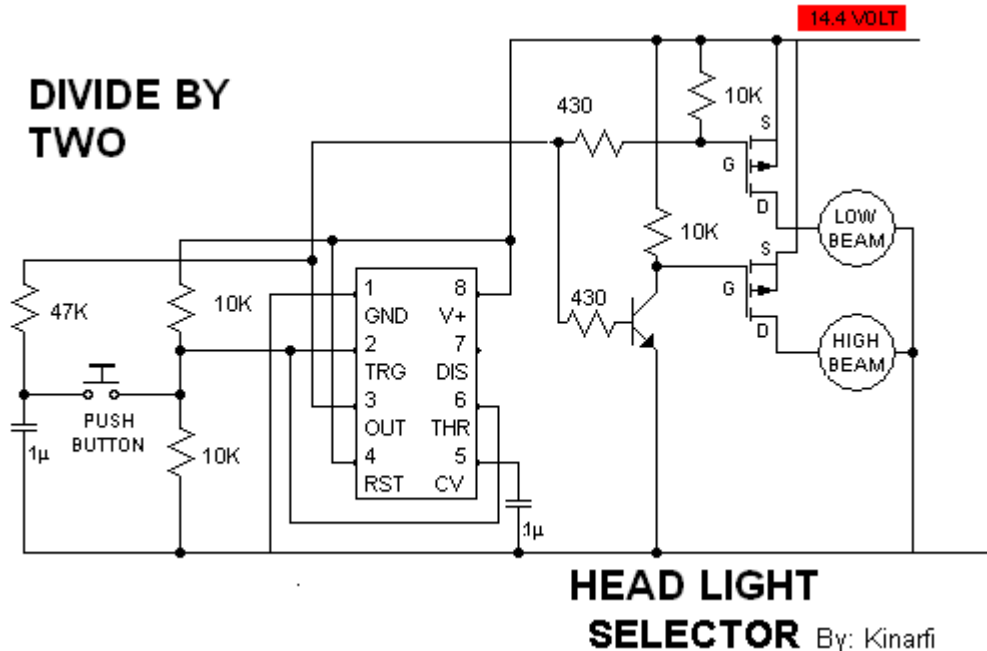 14.4 VOLT
DIVIDE BY
TWO
430
10K
S
G
D
LOW
BEAM
10K
S
G
D
HIGH
BEAM
430
47K
10K
1
8
GND
V+
2
7
TRG
DIS
3
6
OUT
THR
4
5
RST
CV
PUSH
BUTTON
1µ
10K
.1µ
HEAD LIGHT
SELECTOR By: Kinarfi